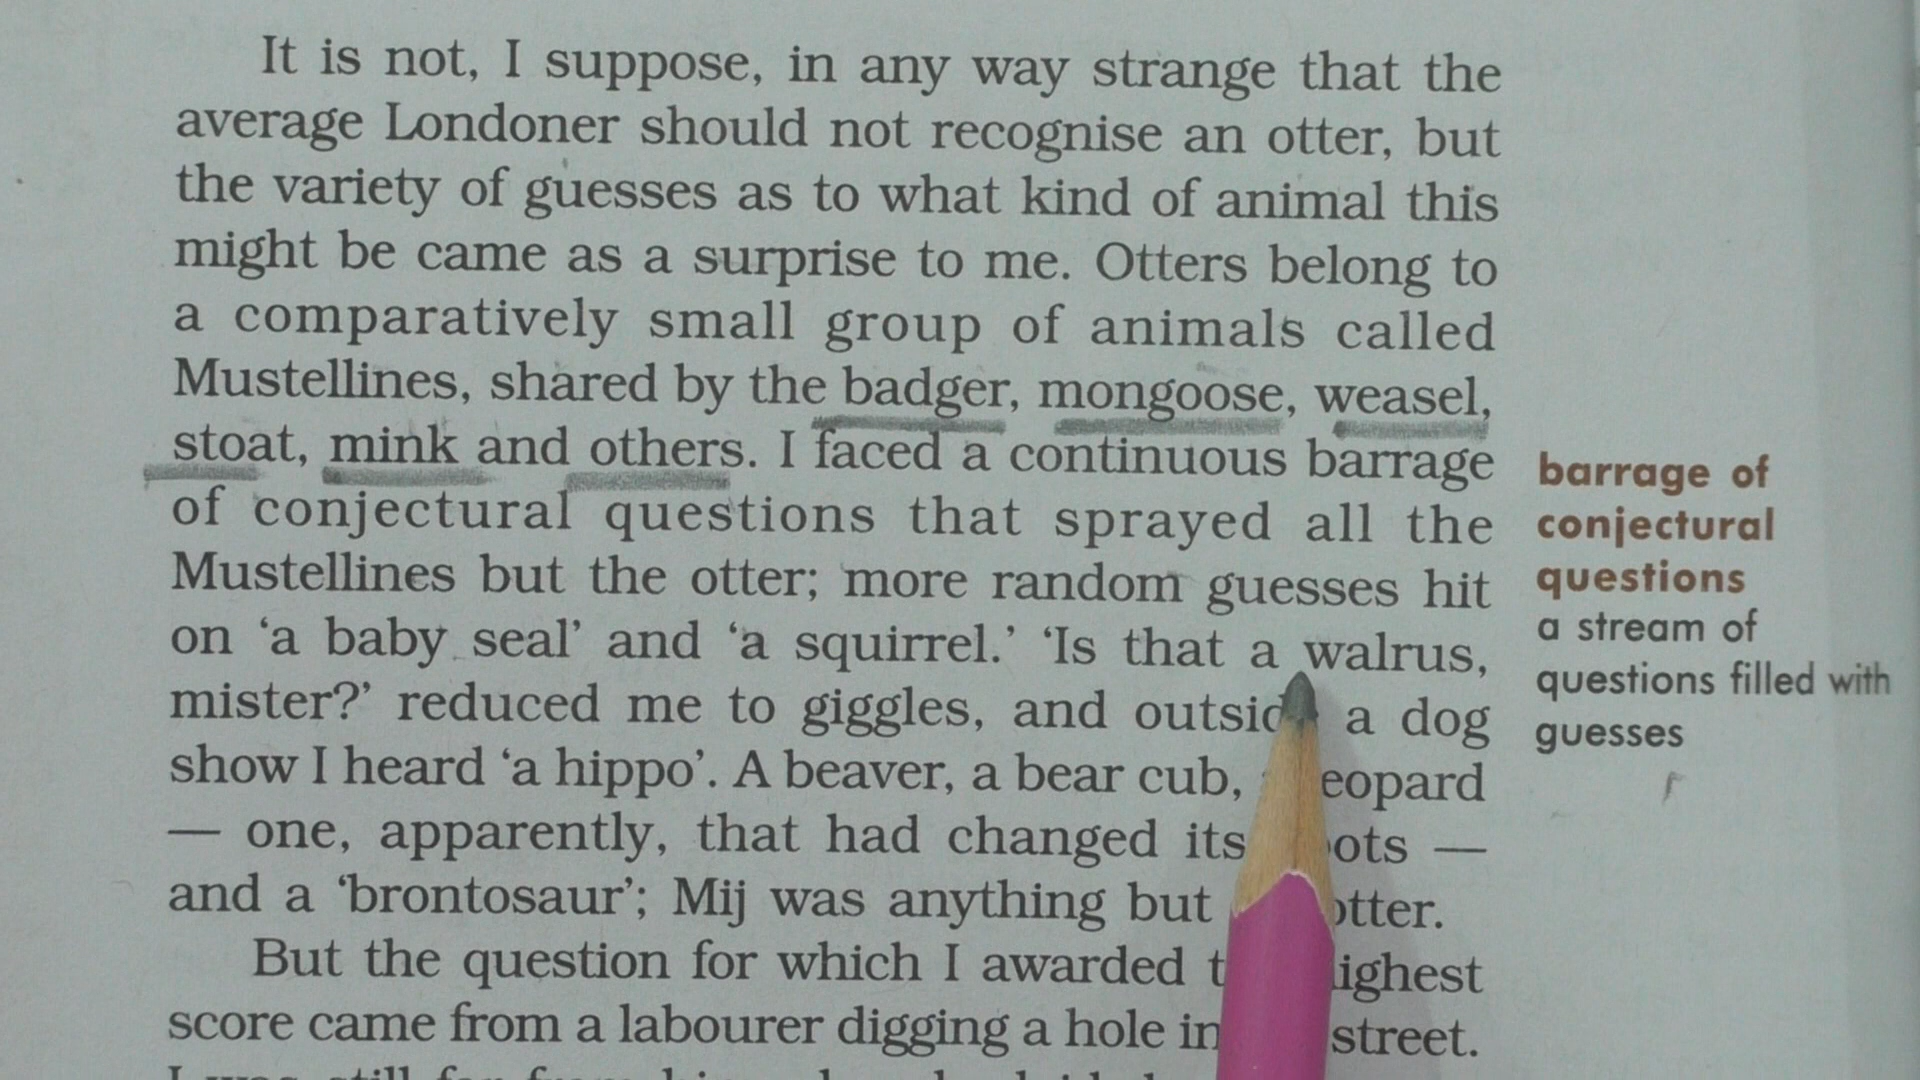 It is not, I suppose, in any way strange that the
average Londoner should not recognise an otter, but
the variety of guesses as to what kind of animal this
might be came as a surprise to me. Otters belong to
a comparatively small group of animals called
Mustellines, shared by the badger, mongoose, weasel,
stoat, mink and others. I faced a continuous barrage
of conjectural questions that sprayed all the
Mustellines but the otter; more random guesses hit
on ‘a baby seal’ and ‘a squirrel.’ ‘Is that a walrus,
mister?’ reduced me to giggles, and outside a dog
show I heard ‘a hippo’. A beaver, a bear cub, leopard
— one, apparently, that had changed its spots —
and a ‘brontosaur’; Mij was anything but otter.
But the question for which I awarded highest
score came from a labourer digging a hole in street.
barrage of
conjectural
questions
a stream of
questions filled with
guesses